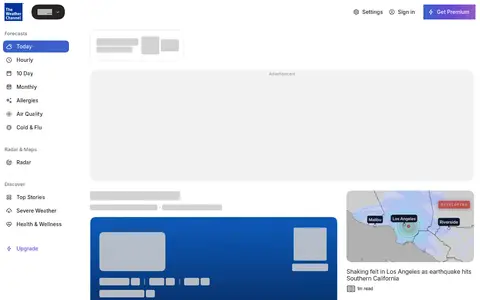 The
Weather
Channel
Settings
Sign in
Get Premium
Forecasts
Today
Hourly
10 Day
Monthly
Allergies
Air Quality
Cold & Flu
Radar & Maps
Radar
Discover
Top Stories
Severe Weather
Health & Wellness
Upgrade
Advertisement
Malibu
Los Angeles
Riverside
Shaking felt in Los Angeles as earthquake hits
Southern California
1m read